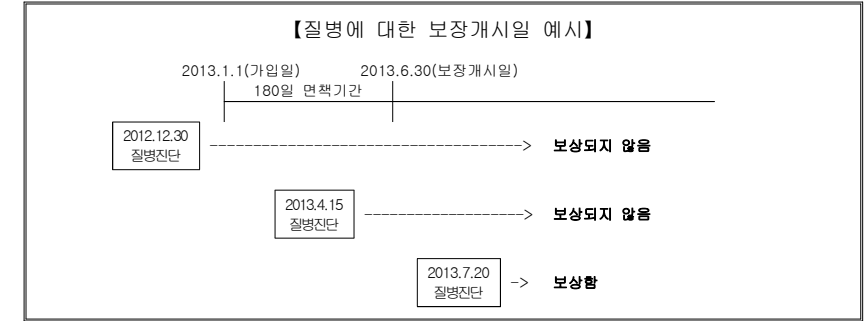 【질병에 대한 보장개시일 예시】
2013.1.1(가입일) 2013.6.30(보장개시일)
180일 면책기간
2012.12.30
질병진단
보상되지 않음
2013.4.15
질병진단
보상되지 않음
2013.7.20
질병진단
보상함